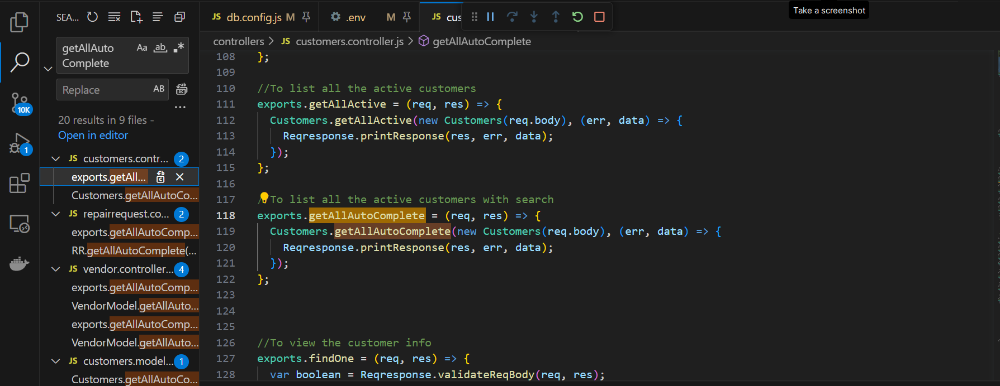 Take a screenshot
SEA...
getAllAuto
Complete
Aa ab .*
Replace
AB
20 results in 9 files -
Open in editor
JS customers.contr... 2
exports.getAll...
Customers.getAllAutoCo...
JS repairrequest.co... 2
exports.getAllAutoComp...
RR.getAllAutoComplete(...
JS vendor.controller... 4
exports.getAllAutoComp...
VendorModel.getAllAuto...
exports.getAllAutoComp...
VendorModel.getAllAuto...
JS customers.model... 1
Customers.getAllAutoCo...
10K
1
JS db.config.js M
.env M
JS cus
controllers > JS customers.controller.js > getAllAutoComplete
108 };
109
110 //To list all the active customers
111 exports.getAllActive = (req, res) => {
112 Customers.getAllActive(new Customers(req.body), (err, data) => {
113 Reqresponse.printResponse(res, err, data);
114 });
115 };
116
117 /To list all the active customers with search
118 exports.getAllAutoComplete = (req, res) => {
119 Customers.getAllAutoComplete(new Customers(req.body), (err, data) => {
120 Reqresponse.printResponse(res, err, data);
121 });
122 };
123
124
125
126 //To view the customer info
127 exports.findOne = (req, res) => {
128 var boolean = Reqresponse.validateReqBody(req, res);